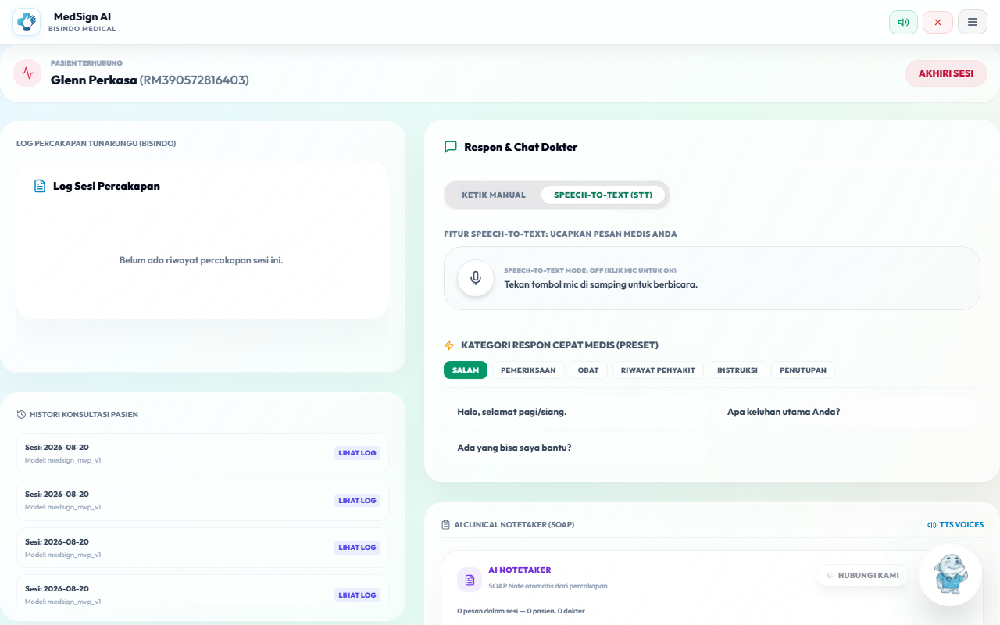 MedSign AI
BISINDO MEDICAL
PASIEN TERHUBUNG
Glenn Perkasa (RM390572816403)
AKHIRI SESI
LOG PERCAKAPAN TUNARUNGU (BISINDO)
Log Sesi Percakapan
Belum ada riwayat percakapan sesi ini.
HISTORI KONSULTASI PASIEN
Sesi: 2026-08-20
Model: medsign_mvp_v1
LIHAT LOG
Sesi: 2026-08-20
Model: medsign_mvp_v1
LIHAT LOG
Sesi: 2026-08-20
Model: medsign_mvp_v1
LIHAT LOG
Sesi: 2026-08-20
Model: medsign_mvp_v1
LIHAT LOG
Respon & Chat Dokter
KETIK MANUAL
SPEECH-TO-TEXT (STT)
FITUR SPEECH-TO-TEXT: UCAPKAN PESAN MEDIS ANDA
SPEECH-TO-TEXT MODE: OFF (KLIK MIC UNTUK ON)
Tekan tombol mic di samping untuk berbicara.
KATEGORI RESPON CEPAT MEDIS (PRESET)
SALAM
PEMERIKSAAN
OBAT
RIWAYAT PENYAKIT
INSTRUKSI
PENUTUPAN
Halo, selamat pagi/siang.
Apa keluhan utama Anda?
Ada yang bisa saya bantu?
AI CLINICAL NOTETAKER (SOAP)
TTS VOICES
AI NOTETAKER
SOAP Note otomatis dari percakapan
HUBUNGI KAMI
0 pesan dalam sesi — 0 pasien, 0 dokter